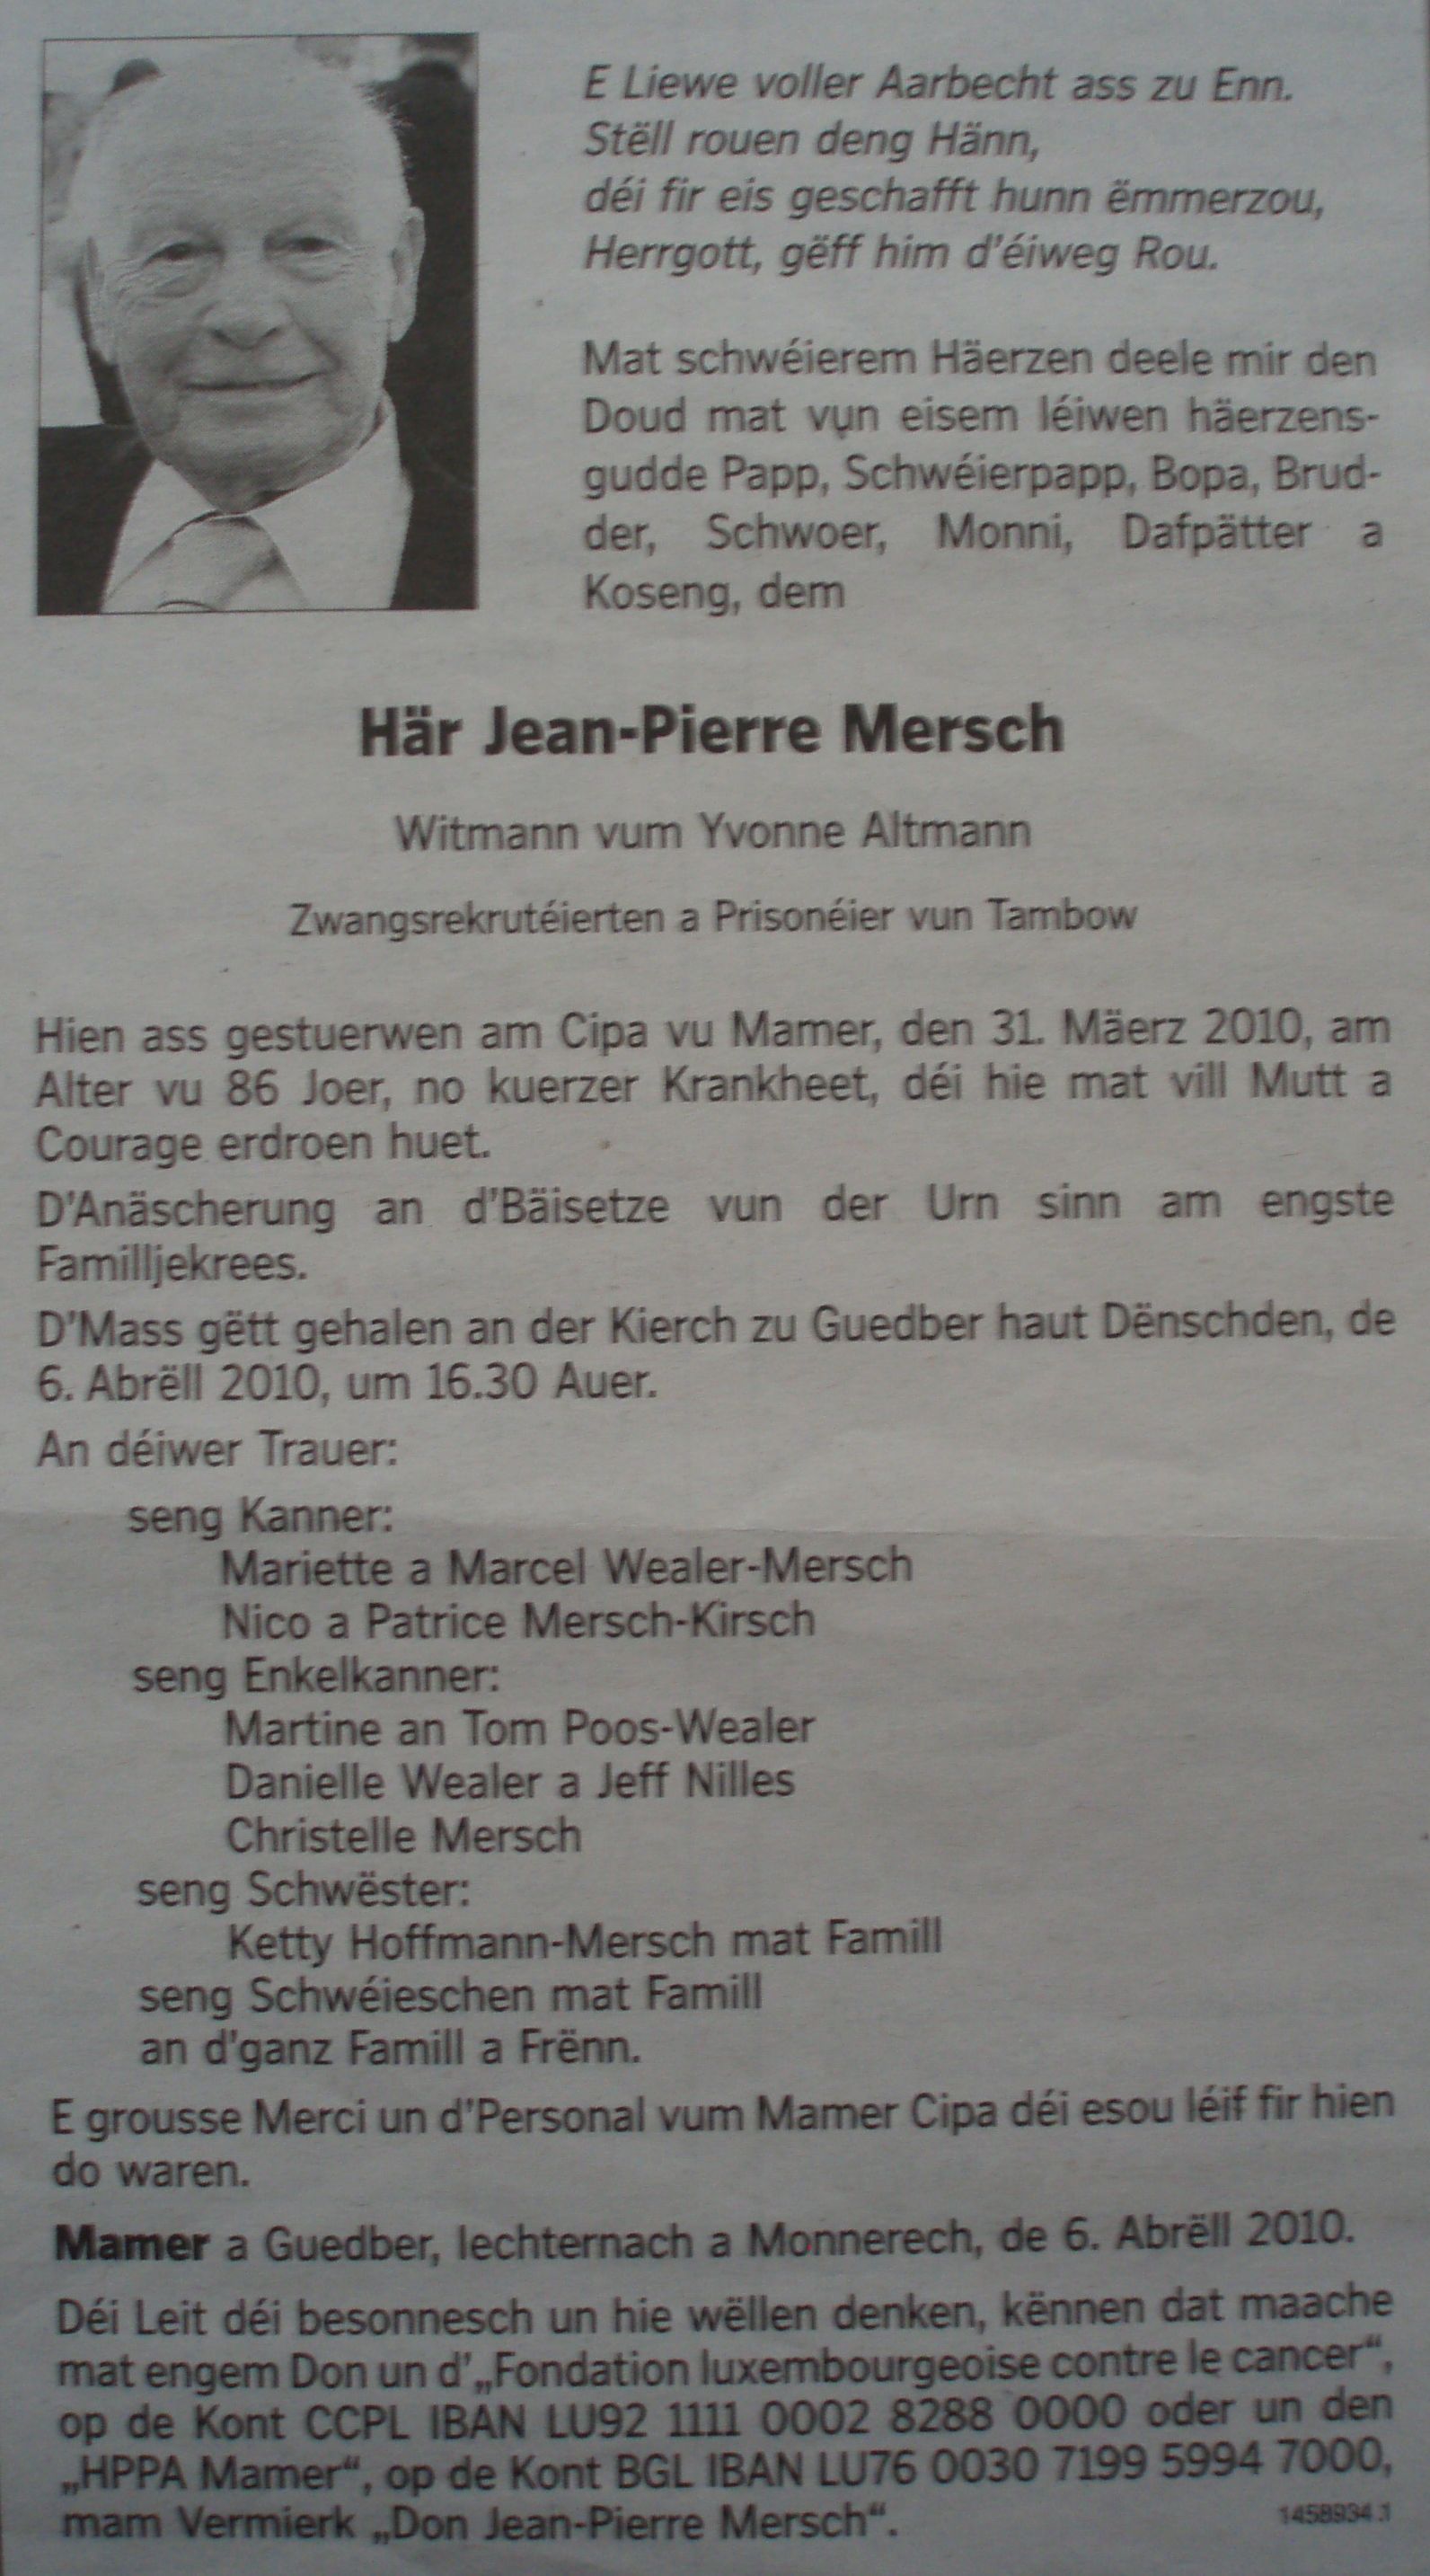 E Liewe voller Aarbecht ass zu Enn.
Stëll rouen deng Hänn,
déi fir eis geschafft hunn ëmmerzou,
Herrgott, gëff him d'éiweg Rou.
Mat schwéierem Häerzen deele mir den
Doud mat vun eisem léiwen häerzens-
gudde Papp, Schwéierpapp, Bopa, Brud-
der, Schwoer, Monni, Dafpätter a
Koseng, dem
Här Jean-Pierre Mersch
Witmann vum Yvonne Altmann
Zwangsrekrutéierten a Prisonéier vun Tambow
Hien ass gestuerwen am Cipa vu Mamer, den 31. Mäerz 2010, am
Alter vu 86 Joer, no kuerzer Krankheet, déi hie mat vill Mutt a
Courage erdroen huet.
D'Anäscherung an d'Bäisetze vun der Urn sinn am engste
Familljekrees.
D'Mass gëtt gehalen an der Kierch zu Guedber haut Dënschden, de
6. Abrëll 2010, um 16.30 Auer.
An déiwer Trauer:
seng Kanner:
Mariette a Marcel Wealer-Mersch
Nico a Patrice Mersch-Kirsch
seng Enkelkanner:
Martine an Tom Poos-Wealer
Danielle Wealer a Jeff Nilles
Christelle Mersch
seng Schwëster:
Ketty Hoffmann-Mersch mat Famill
seng Schwéieschen mat Famill
an d'ganz Famill a Frënn.
E grousse Merci un d'Personal vum Mamer Cipa déi esou léif fir hien
do waren.
Mamer a Guedber, Iechternach a Monnerech, de 6. Abrëll 2010.
Déi Leit déi besonnesch un hie wëllen denken, kënnen dat maache
mat engem Don un d'„Fondation luxembourgeoise contre le cancer“,
op de Kont CCPL IBAN LU92 1111 0002 8288 0000 oder un den
„HPPA Mamer“, op de Kont BGL IBAN LU76 0030 7199 5994 7000,
mam Vermierk „Don Jean-Pierre Mersch“.
1458934.1